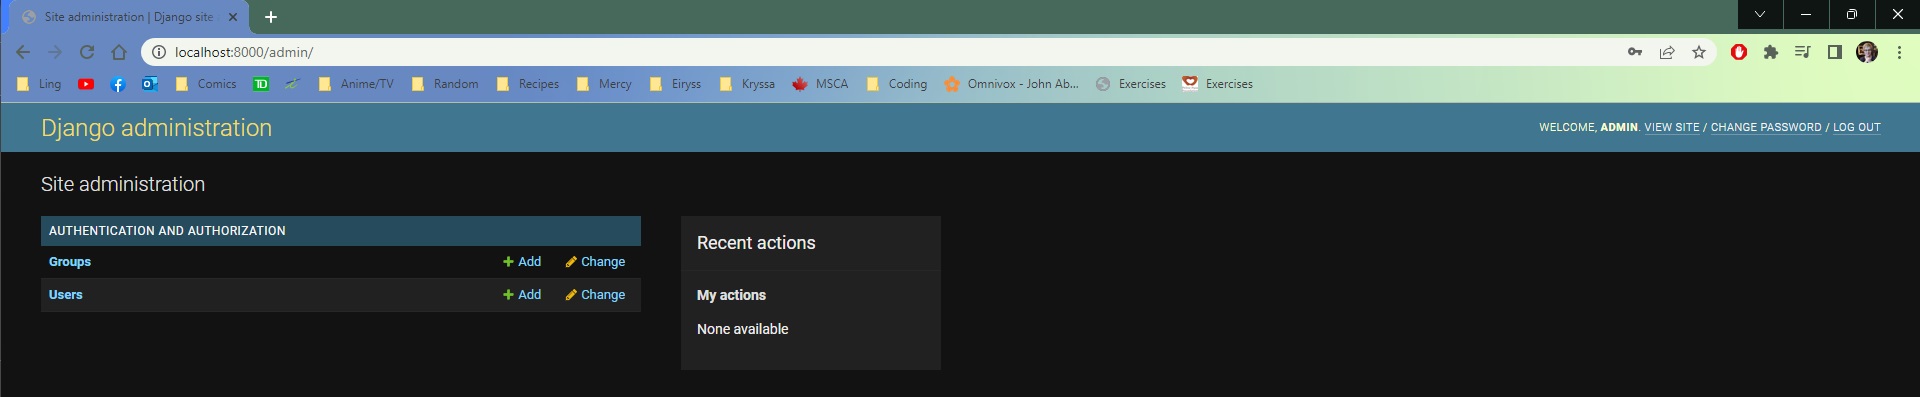 Site administration | Django site
localhost:8000/admin/
Ling Comics TD Anime/TV Random Recipes Mercy Eiryss Kryssa MSCA Coding Omnivox - John Ab... Exercises Exercises
Django administration
WELCOME, ADMIN. VIEW SITE / CHANGE PASSWORD / LOG OUT
Site administration
AUTHENTICATION AND AUTHORIZATION
Groups Add Change
Users Add Change
Recent actions
My actions
None available